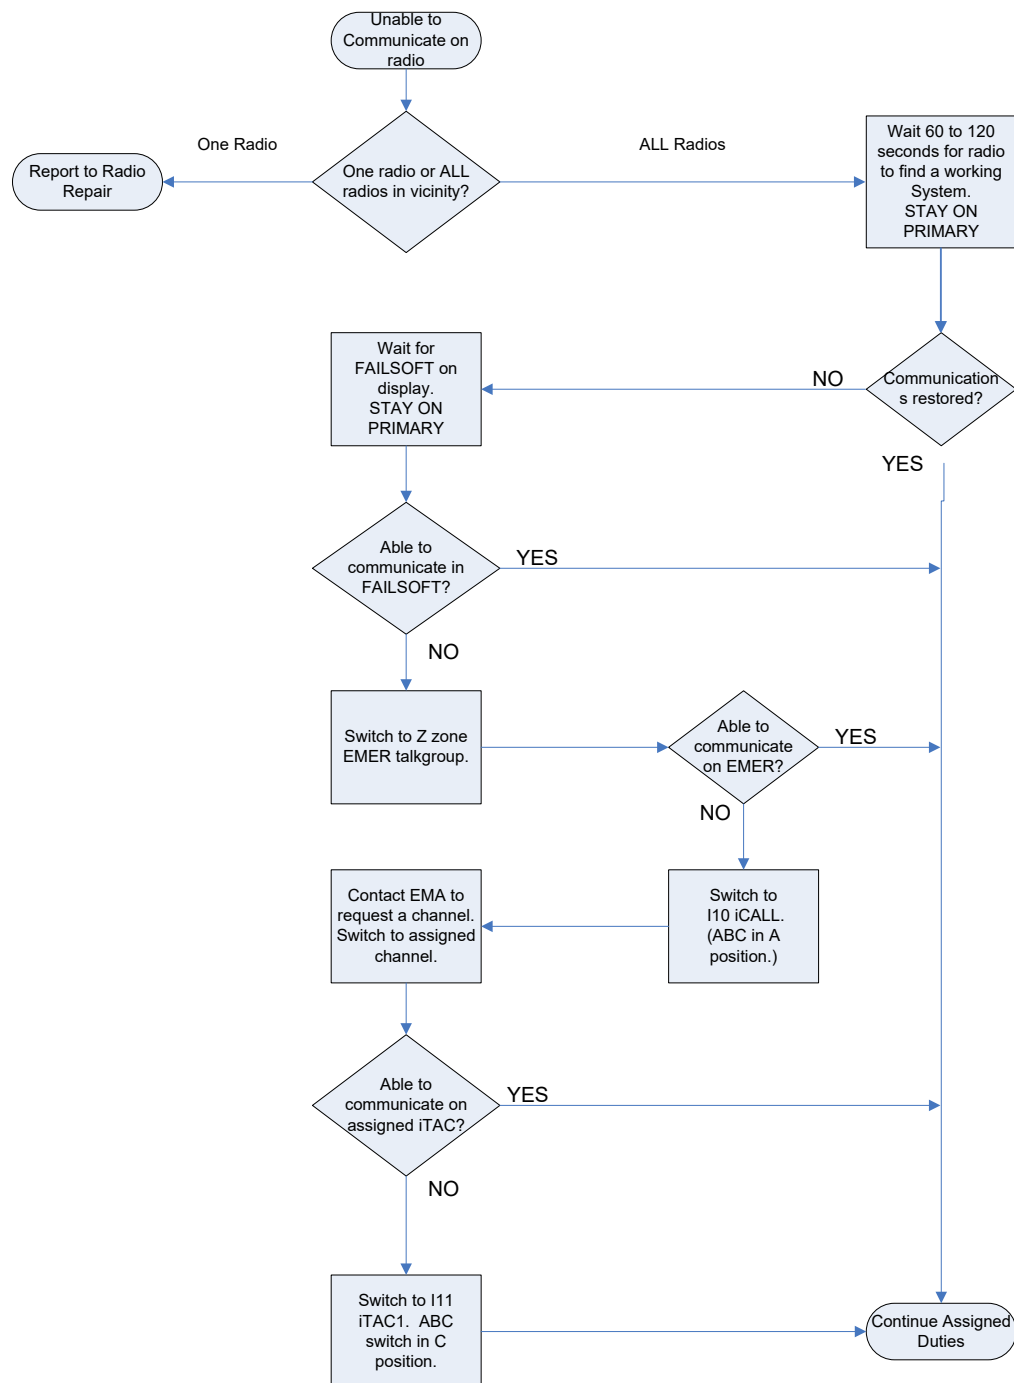 Unable to
Communicate on
radio
One Radio
ALL Radios
Report to Radio
Repair
One radio or ALL
radios in vicinity?
Wait 60 to 120
seconds for radio
to find a working
System.
STAY ON
PRIMARY
Wait for
FAILSOFT on
display.
STAY ON
PRIMARY
NO
Communication
s restored?
YES
Able to
communicate in
FAILSOFT?
YES
NO
Switch to Z zone
EMER talkgroup.
Able to
communicate
on EMER?
YES
NO
Contact EMA to
request a channel.
Switch to assigned
channel.
Switch to
I10 iCALL.
(ABC in A
position.)
Able to
communicate on
assigned iTAC?
YES
NO
Switch to I11
iTAC1.  ABC
switch in C
position.
Continue Assigned
Duties